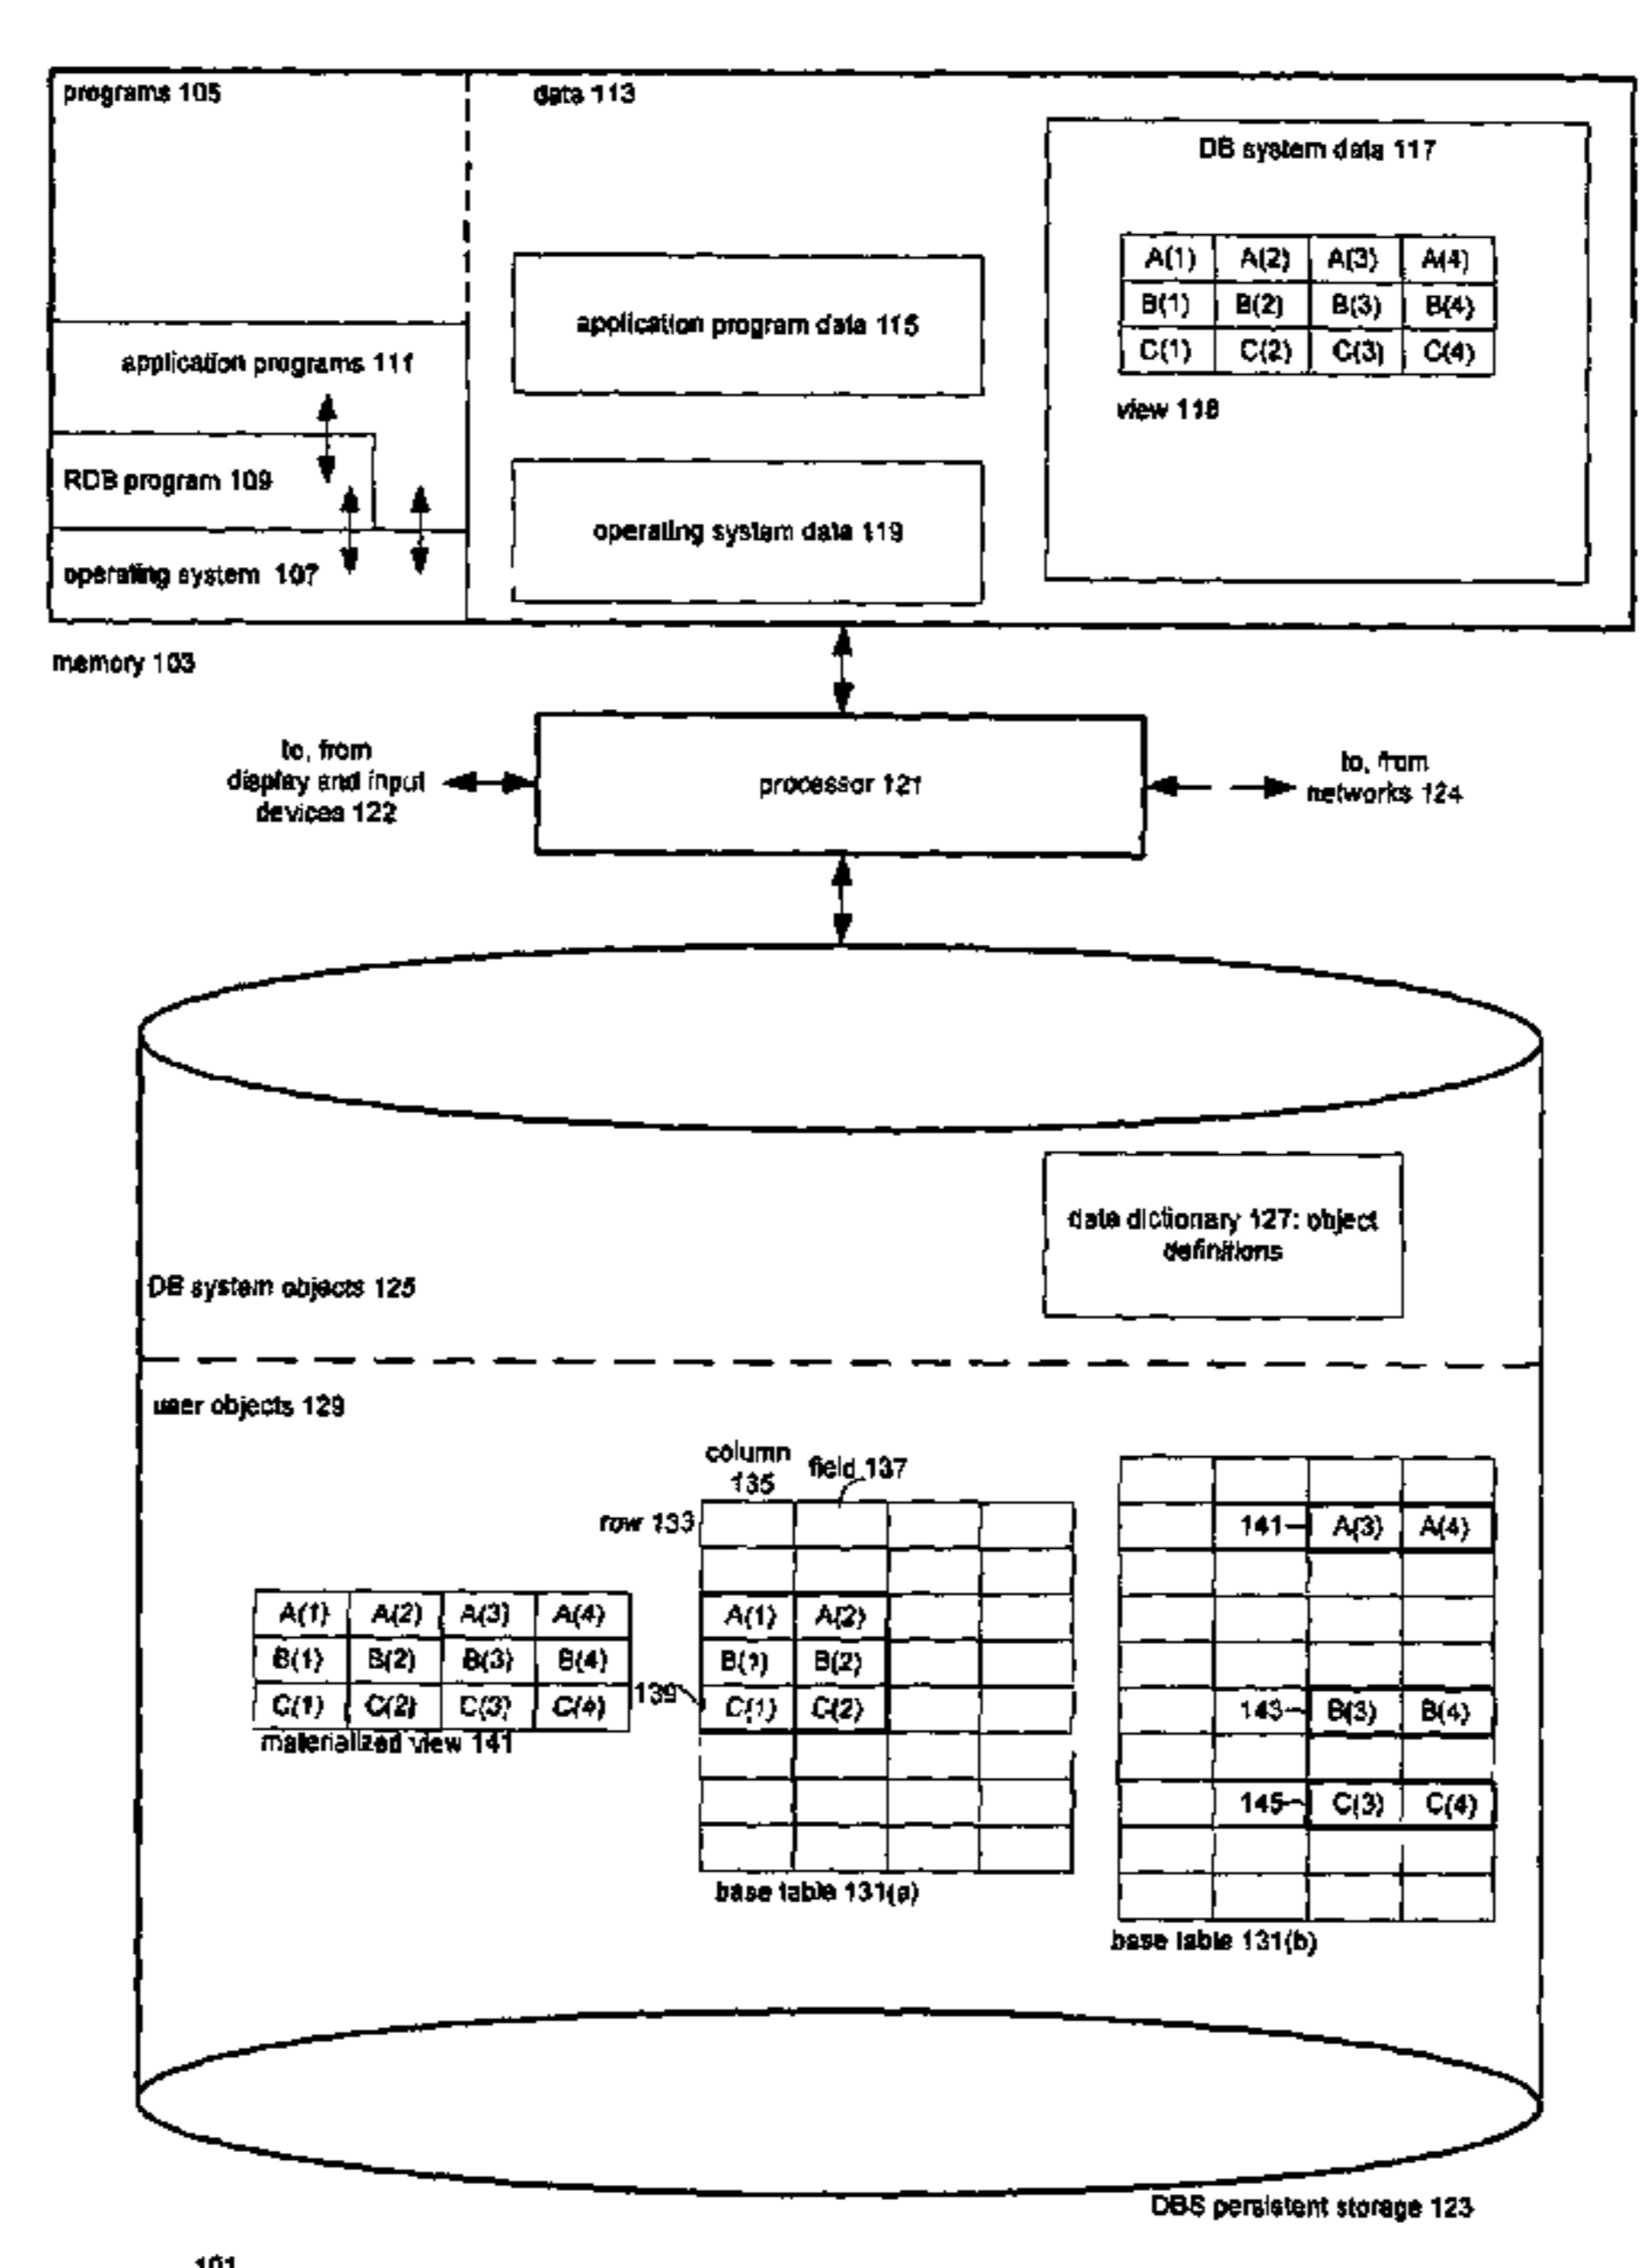 programs 105
data 113
DB system data 117
A(1) A(2) A(3) A(4)
B(1) B(2) B(3) B(4)
C(1) C(2) C(3) C(4)
view 118
application program data 115
application programs 111
RDB program 109
operating system data 119
operating system 107
memory 103
to, from
display and input
devices 122
processor 121
to, from
networks 124
data dictionary 127: object
definitions
DB system objects 125
user objects 129
column
135
field 137
row 133
A(1) A(2) A(3) A(4)
B(1) B(2) B(3) B(4)
C(1) C(2) C(3) C(4)
materialized view 141
139
A(1) A(2)
B(1) B(2)
C(1) C(2)
base table 131(a)
141 A(3) A(4)
143 B(3) B(4)
145 C(3) C(4)
base table 131(b)
DBS persistent storage 123
101